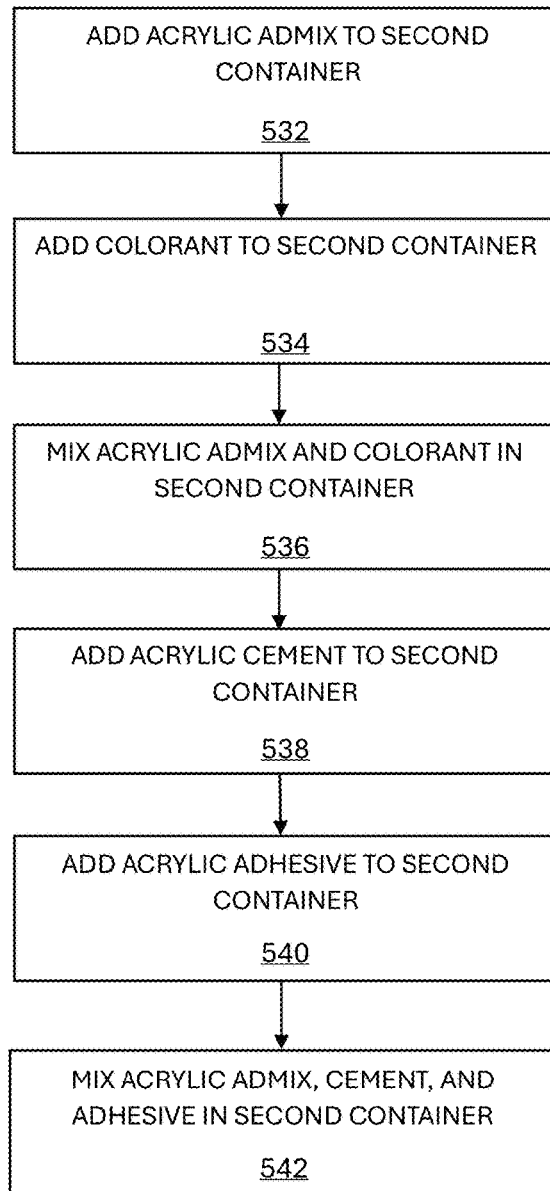 ADD ACRYLIC ADMIX TO SECOND
CONTAINER
532
ADD COLORANT TO SECOND CONTAINER
534
MIX ACRYLIC ADMIX AND COLORANT IN
SECOND CONTAINER
536
ADD ACRYLIC CEMENT TO SECOND
CONTAINER
538
ADD ACRYLIC ADHESIVE TO SECOND
CONTAINER
540
MIX ACRYLIC ADMIX, CEMENT, AND
ADHESIVE IN SECOND CONTAINER
542